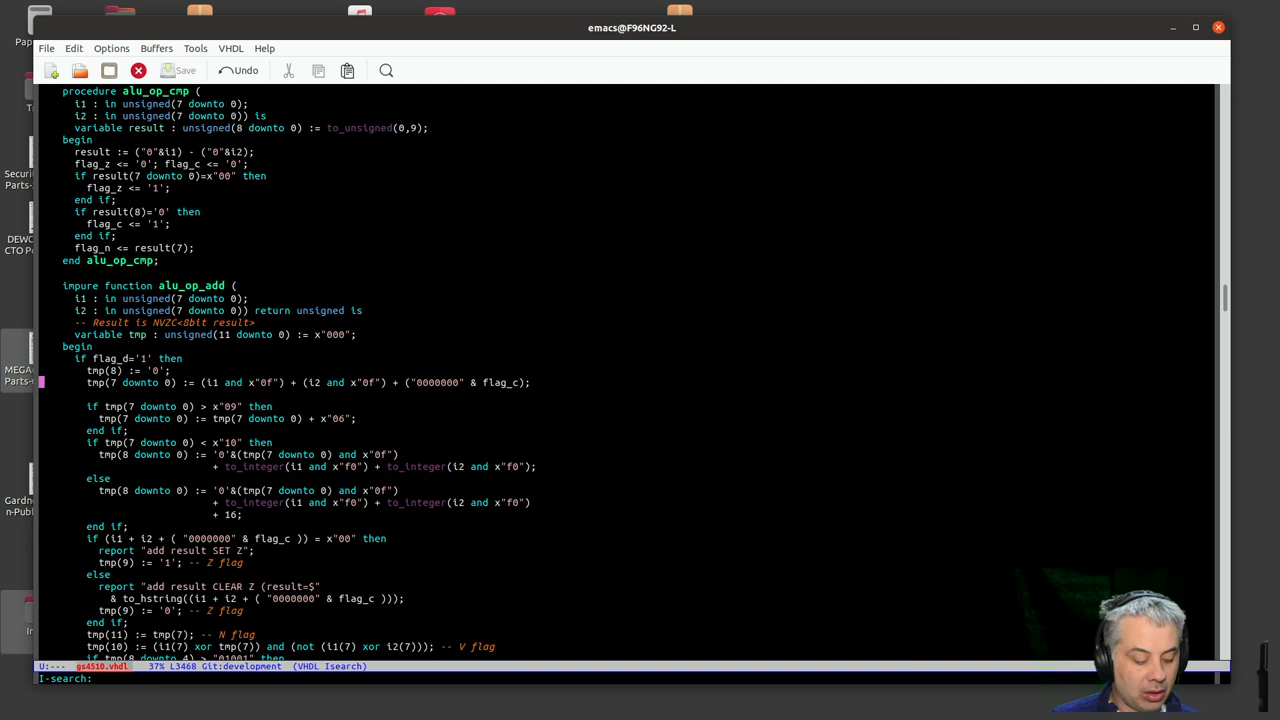 emacs@F96NG92-L
File Edit Options Buffers Tools VHDL Help
Save Undo
procedure alu_op_cmp (
i1 : in unsigned(7 downto 0);
i2 : in unsigned(7 downto 0)) is
variable result : unsigned(8 downto 0) := to_unsigned(0,9);
begin
result := ("0"&i1) - ("0"&i2);
flag_z <= '0'; flag_c <= '0';
if result(7 downto 0)=x"00" then
flag_z <= '1';
end if;
if result(8)='0' then
flag_c <= '1';
end if;
flag_n <= result(7);
end alu_op_cmp;
impure function alu_op_add (
i1 : in unsigned(7 downto 0);
i2 : in unsigned(7 downto 0)) return unsigned is
-- Result is NVZC<8bit result>
variable tmp : unsigned(11 downto 0) := x"000";
begin
if flag_d='1' then
tmp(8) := '0';
tmp(7 downto 0) := (i1 and x"0f") + (i2 and x"0f") + ("0000000" & flag_c);
if tmp(7 downto 0) > x"09" then
tmp(7 downto 0) := tmp(7 downto 0) + x"06";
end if;
if tmp(7 downto 0) < x"10" then
tmp(8 downto 0) := '0'&(tmp(7 downto 0) and x"0f")
+ to_integer(i1 and x"f0") + to_integer(i2 and x"f0");
else
tmp(8 downto 0) := '0'&(tmp(7 downto 0) and x"0f")
+ to_integer(i1 and x"f0") + to_integer(i2 and x"f0")
+ 16;
end if;
if (i1 + i2 + ( "0000000" & flag_c )) = x"00" then
report "add result SET Z";
tmp(9) := '1'; -- Z flag
else
report "add result CLEAR Z (result=$"
& to_hstring((i1 + i2 + ( "0000000" & flag_c )));
tmp(9) := '0'; -- Z flag
end if;
tmp(11) := tmp(7); -- N flag
tmp(10) := (i1(7) xor tmp(7)) and (not (i1(7) xor i2(7))); -- V flag
if tmp(8 downto 4) > "01001" then
U:--- gs4510.vhdl 37% L3468 Git:development (VHDL Isearch)
I-search: